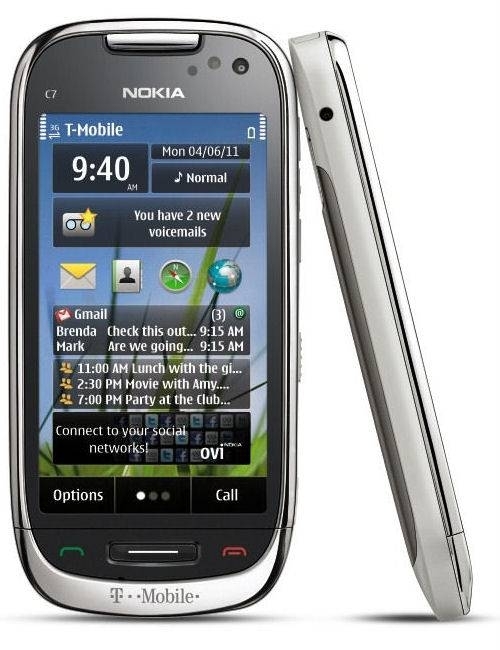 C7
NOKIA
3G T-Mobile
9:40 AM
Mon 04/06/11
Normal
You have 2 new
voicemails
Gmail (3) @
Brenda Check this out... 9:15 AM
Mark Are we going... 9:15 AM
11:00 AM Lunch with the gi...
2:30 PM Movie with Amy....
7:00 PM Party at the Club...
Connect to your social
networks!
NOKIA
OVI
Options
Call
T··Mobile·